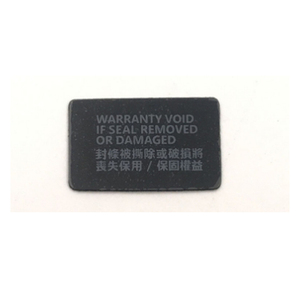 WARRANTY VOID
IF SEAL REMOVED
OR DAMAGED
封條被撕除或破損將
喪失保用 / 保固權益